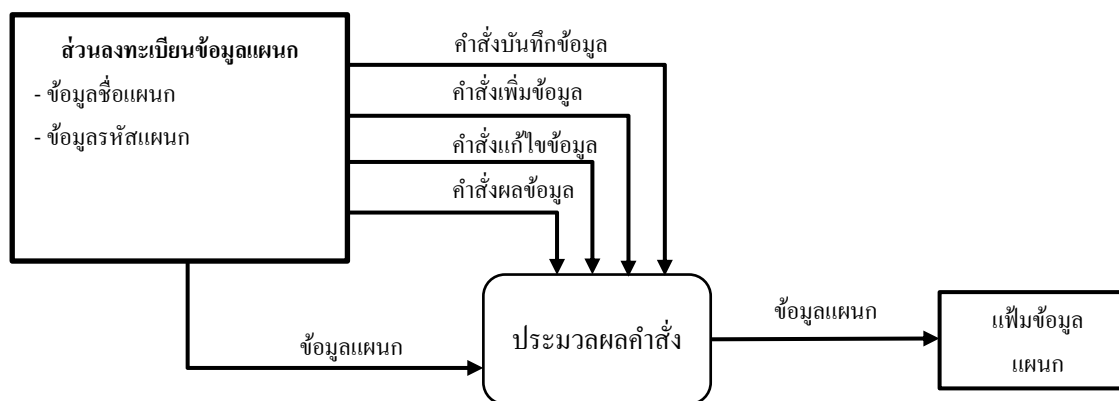 ส่วนลงทะเบียนข้อมูลแผนก
- ข้อมูลชื่อแผนก
- ข้อมูลรหัสแผนก
คำสั่งบันทึกข้อมูล
คำสั่งเพิ่มข้อมูล
คำสั่งแก้ไขข้อมูล
คำสั่งผลข้อมูล
ข้อมูลแผนก
ประมวลผลคำสั่ง
ข้อมูลแผนก
แฟ้มข้อมูล
แผนก